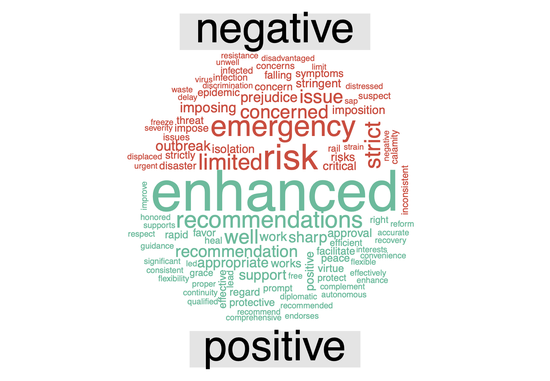 negative
resistance disadvantaged
unwell concerns limit
infected falling symptoms
virus infection
discrimination concern stringent distressed
waste epidemic prejudice issue sap suspect
delay
imposing concerned imposition
freeze threat emergency strict negative calamity
severity impose
issues
outbreak isolation rail strain
displaced strictly limited risk risks
urgent disaster critical
inconsistent
improve enhanced
honored recommendations right reform
supports
respect rapid favor well work sharp approval accurate
heal efficient recovery
guidance recommendation facilitate interests
peace convenience
significant led appropriate works positive flexible
consistent grace support free virtue effectively
flexibility protect enhance
proper effective lead prompt complement
continuity regard diplomatic autonomous
qualified protective recommended
recommend
comprehensive endorses
positive